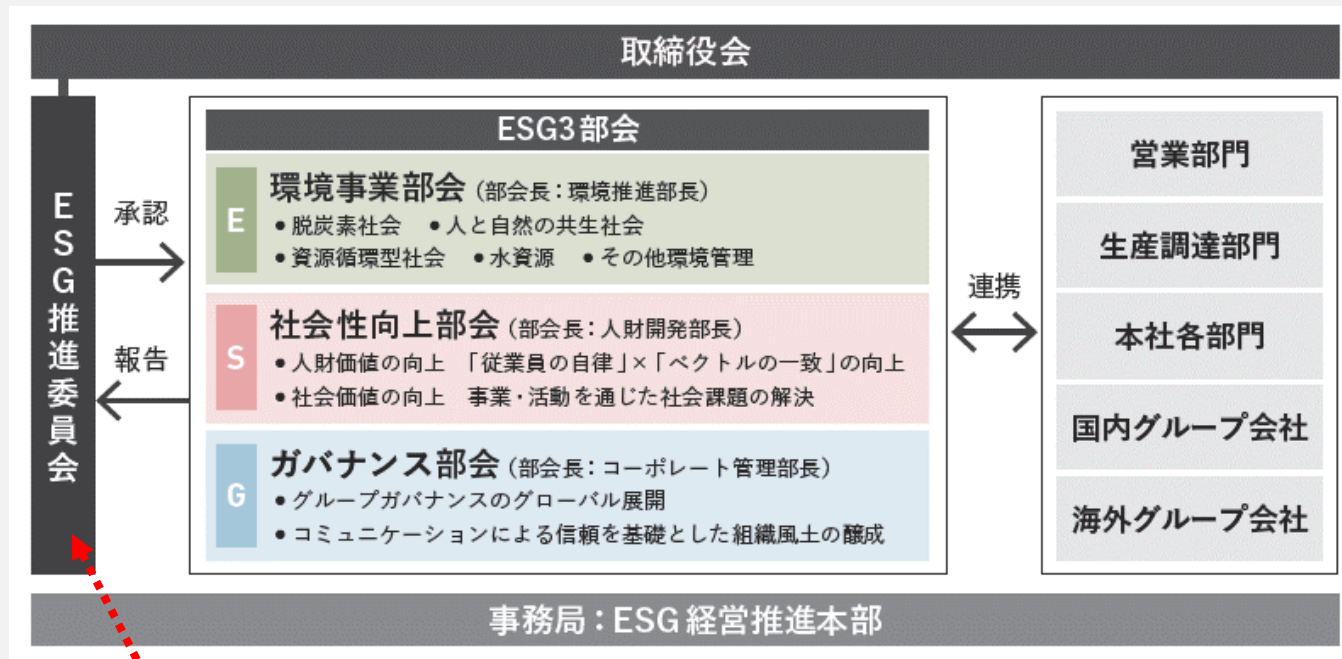 取締役会
ESG推進委員会
承認
報告
ESG3部会
E
環境事業部会（部会長：環境推進部長）
●脱炭素社会 ●人と自然の共生社会
●資源循環型社会 ●水資源 ●その他環境管理
S
社会性向上部会（部会長：人財開発部長）
●人財価値の向上 「従業員の自律」×「ベクトルの一致」の向上
●社会価値の向上 事業・活動を通じた社会課題の解決
G
ガバナンス部会（部会長：コーポレート管理部長）
●グループガバナンスのグローバル展開
●コミュニケーションによる信頼を基礎とした組織風土の醸成
連携
営業部門
生産調達部門
本社各部門
国内グループ会社
海外グループ会社
事務局：ESG経営推進本部